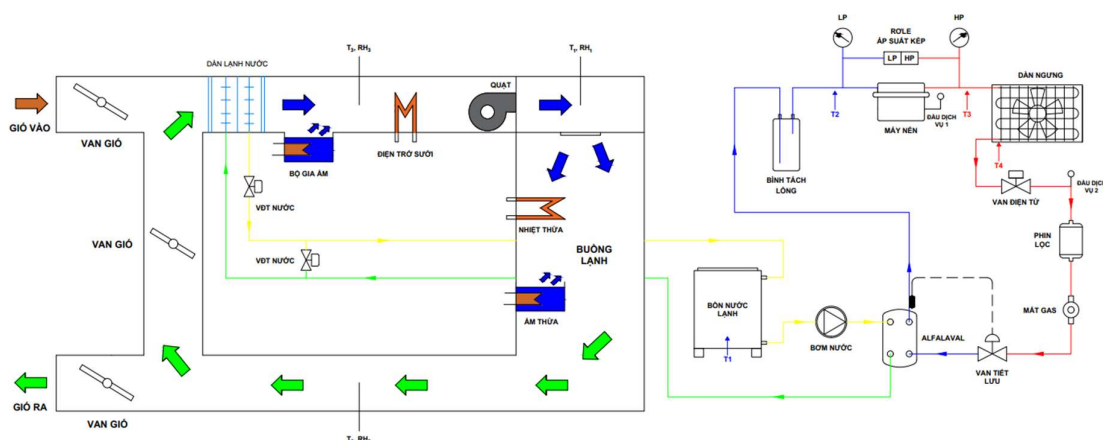 LP
HP
RƠLE
ÁP SUẤT KÉP
LP HP
T₃, RH₃
T₁, RH₁
DÀN LẠNH NƯỚC
QUẠT
DÀN NGƯNG
GIÓ VÀO
VAN GIÓ
T2
MÁY NÉN
ĐẦU DỊCH
VỤ 1
T3
ĐIỆN TRỞ SƯỞI
BỘ GIA ẨM
BÌNH TÁCH
LỎNG
T4
VAN ĐIỆN TỪ
ĐẦU DỊCH
VỤ 2
VĐT NƯỚC
NHIỆT THỪA
PHIN
LỌC
VAN GIÓ
BUỒNG
LẠNH
VĐT NƯỚC
BỒN NƯỚC
LẠNH
MẮT GAS
ẨM THỪA
BƠM NƯỚC
ALFALAVAL
T1
VAN TIẾT
LƯU
GIÓ RA
VAN GIÓ